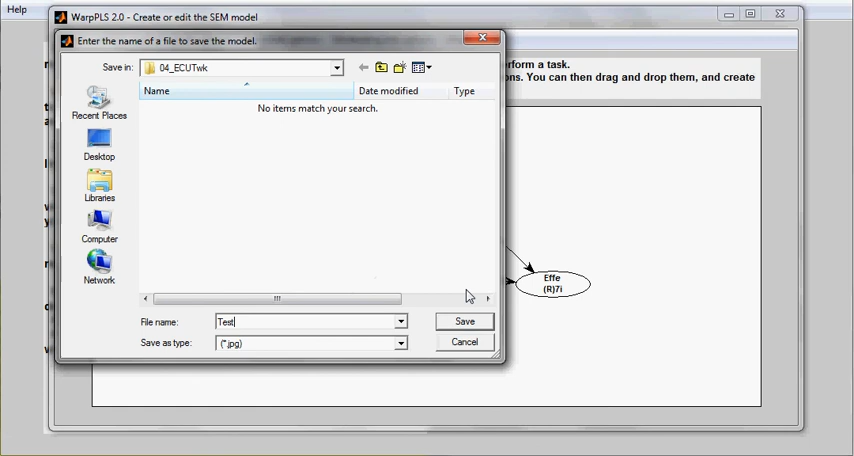 Help
WarpPLS 2.0 - Create or edit the SEM model
Enter the name of a file to save the model.
rform a task.
ons. You can then drag and drop them, and create
Save in: 04_ECUTwk
Name Date modified Type
No items match your search.
Recent Places
Desktop
Libraries
Computer
Network
Effe
(R)7i
File name: Test
Save
Save as type: (*.jpg)
Cancel